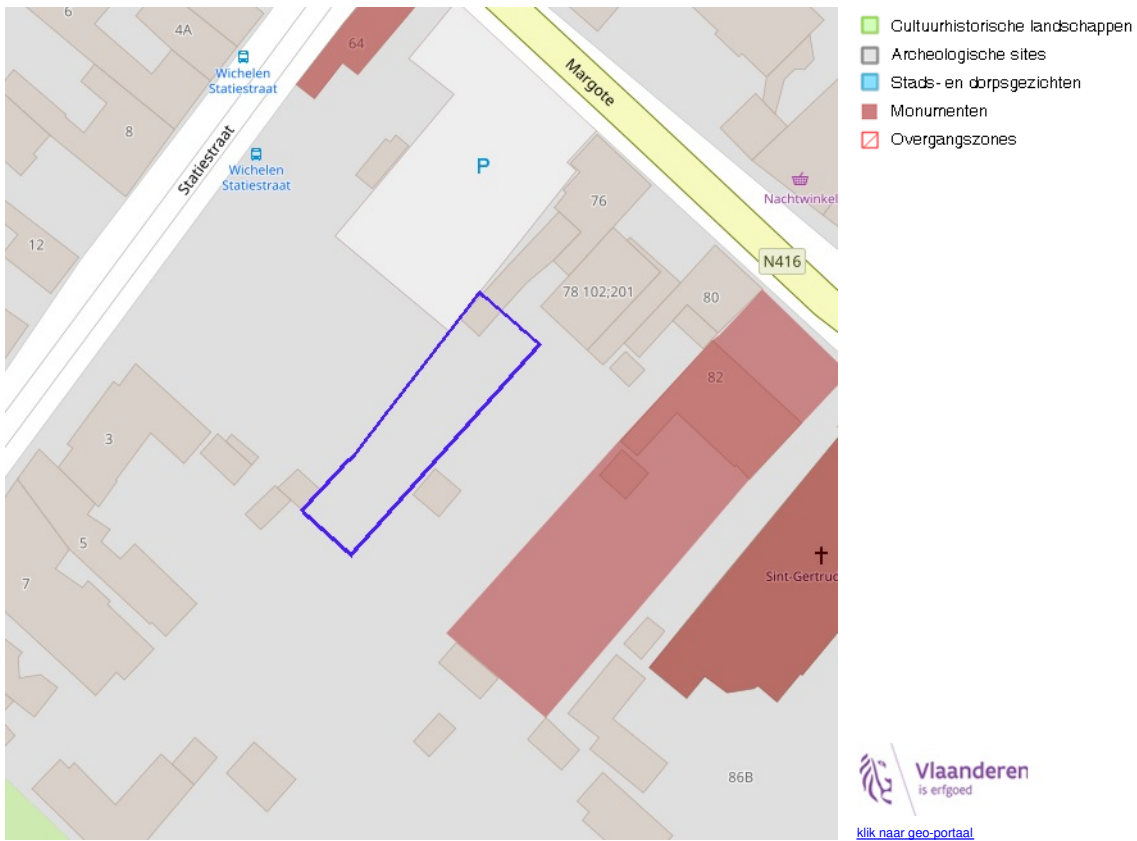 6
4A
64
Wichelen
Statiestraat
8
Statiestraat
Wichelen
Statiestraat
12
Margote
P
76
Nachtwinkel
N416
78 102;201
80
82
3
5
7
Sint-Gertruc
86B
Cultuurhistorische landschappen
Archeologische sites
Stads- en dorpsgezichten
Monumenten
Overgangszones
Vlaanderen
is erfgoed
klik naar geo-portaal